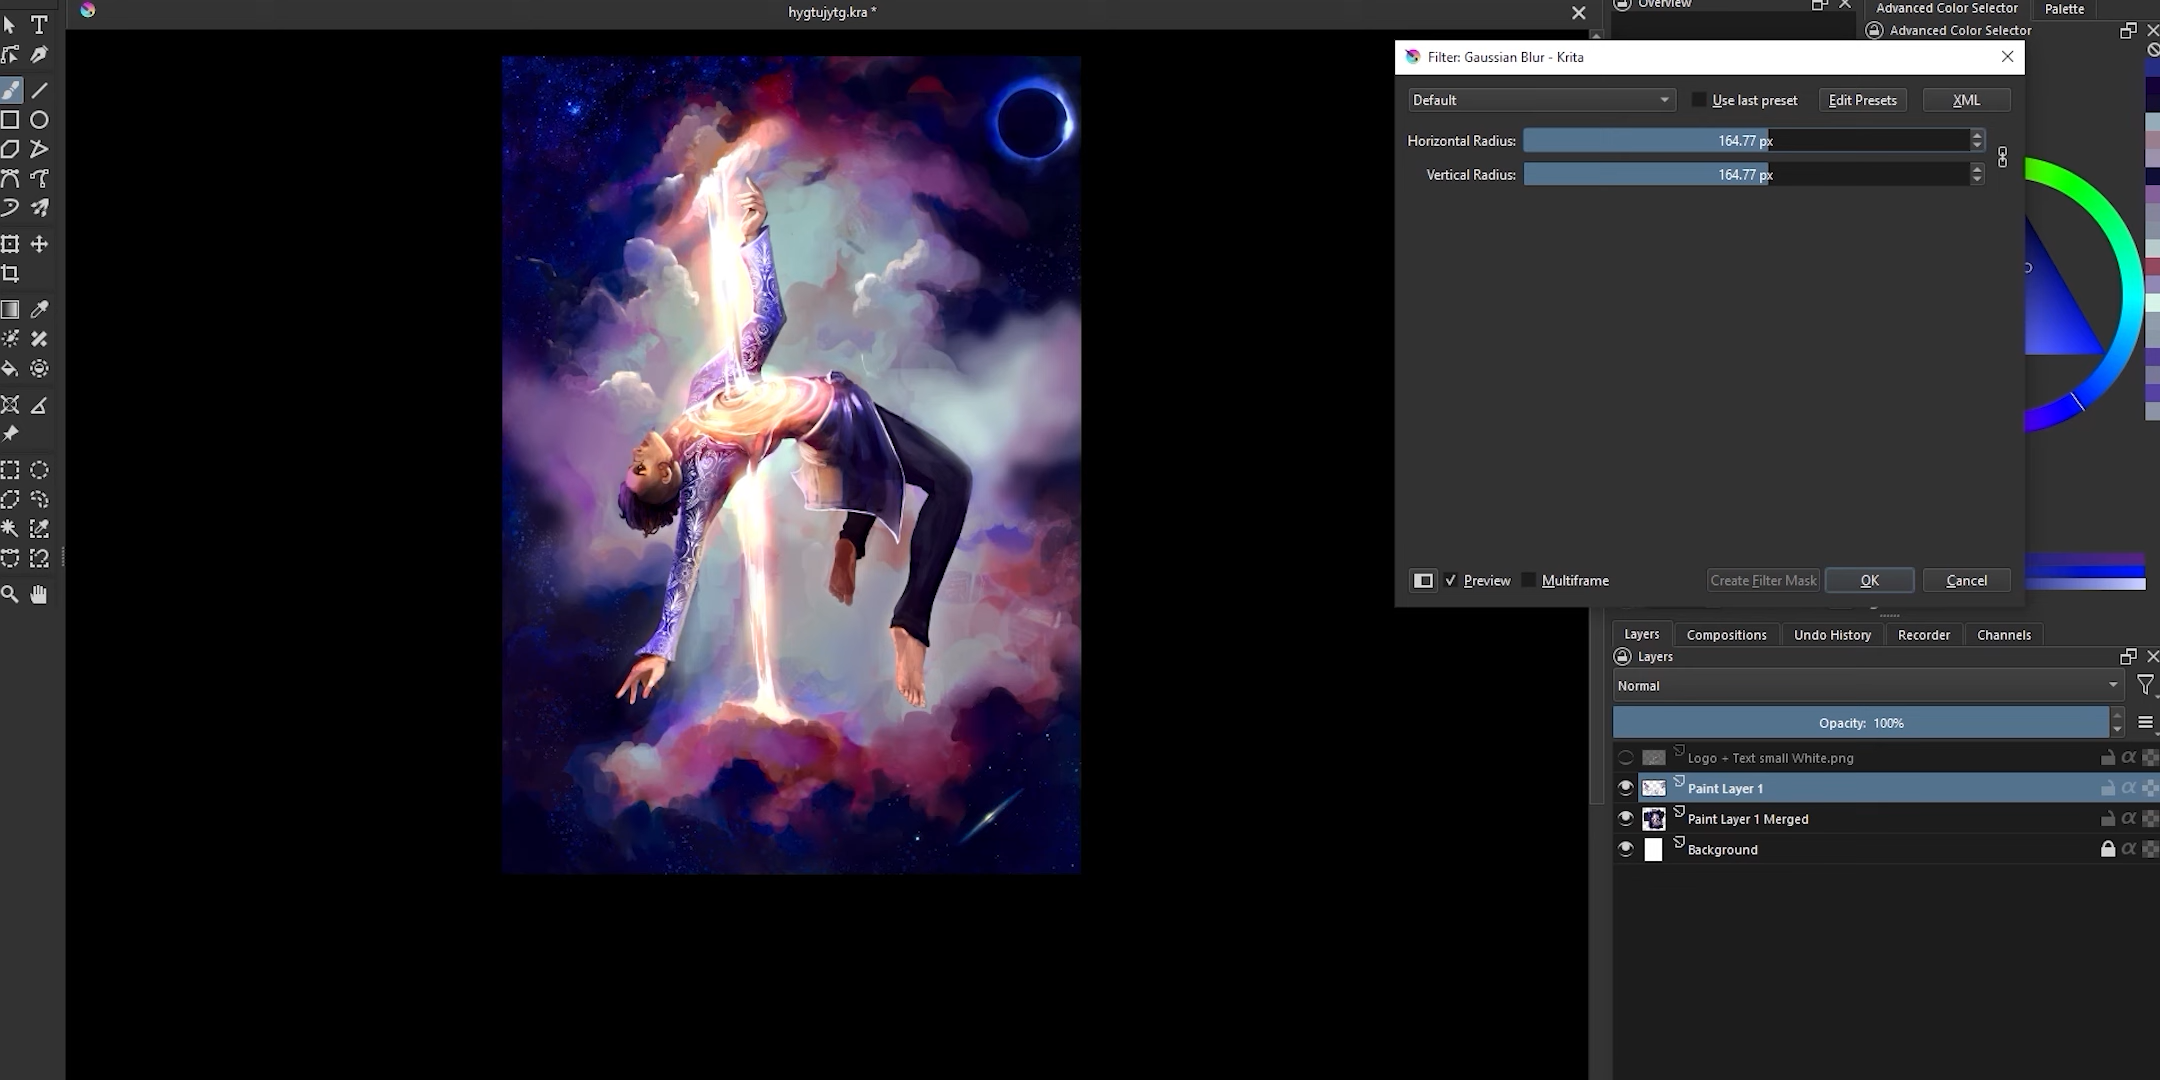 hygtujytg.kra *
Overview
Advanced Color Selector
Palette
Advanced Color Selector
Filter: Gaussian Blur - Krita
Default
Use last preset
Edit Presets
XML
Horizontal Radius:
164.77 px
Vertical Radius:
164.77 px
Preview
Multiframe
Create Filter Mask
OK
Cancel
Layers
Compositions
Undo History
Recorder
Channels
Layers
Normal
Opacity: 100%
Logo + Text small White.png
Paint Layer 1
Paint Layer 1 Merged
Background